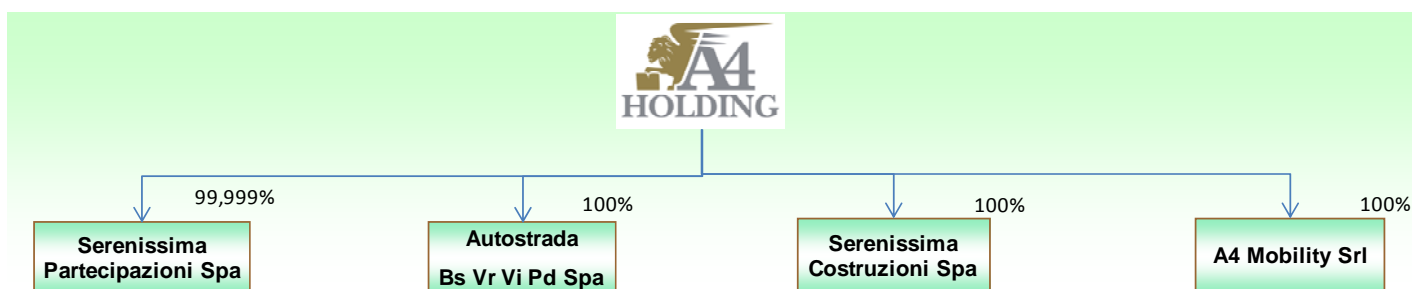 A4
HOLDING
99,999%
100%
100%
100%
Serenissima
Partecipazioni Spa
Autostrada
Bs Vr Vi Pd Spa
Serenissima
Costruzioni Spa
A4 Mobility Srl